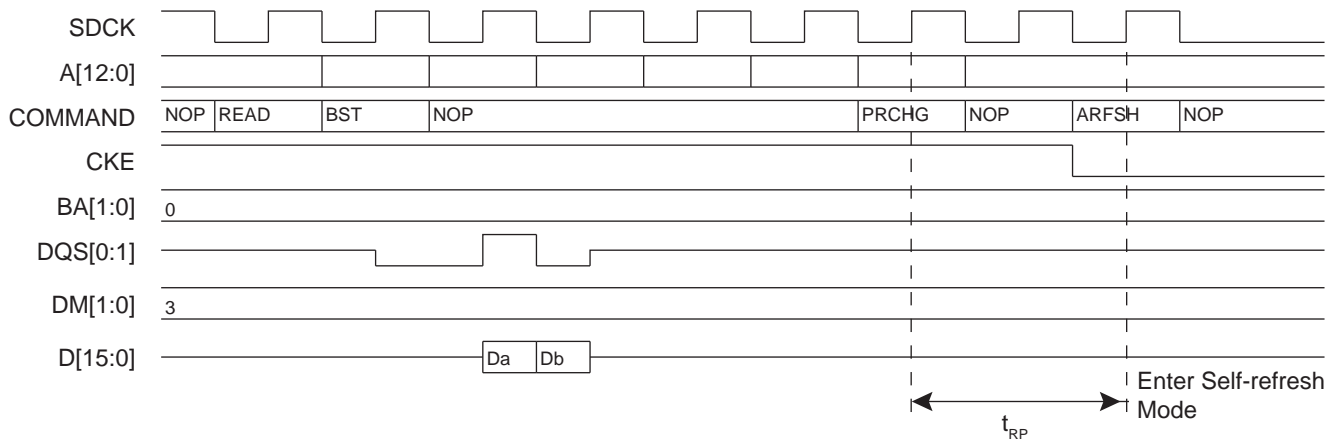 SDCK
A[12:0]
COMMAND NOP READ BST NOP PRCHG NOP ARFSH NOP
CKE
BA[1:0] 0
DQS[0:1]
DM[1:0] 3
D[15:0] Da Db
Enter Self-refresh
Mode
tRP